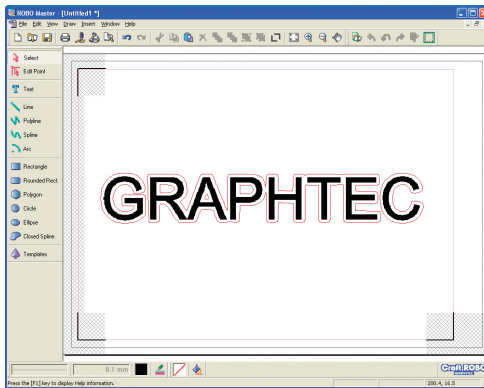 ROBO Master - [Untitled1 *]
File Edit View Draw Insert Window Help
Select
Edit Point
Text
Line
Polyline
Spline
Arc
Rectangle
Rounded Rect
Polygon
Circle
Ellipse
Closed Spline
Templates
GRAPHTEC
0.1 mm
Craft ROBO
Press the [F1] key to display Help information.
200.4, 16.5